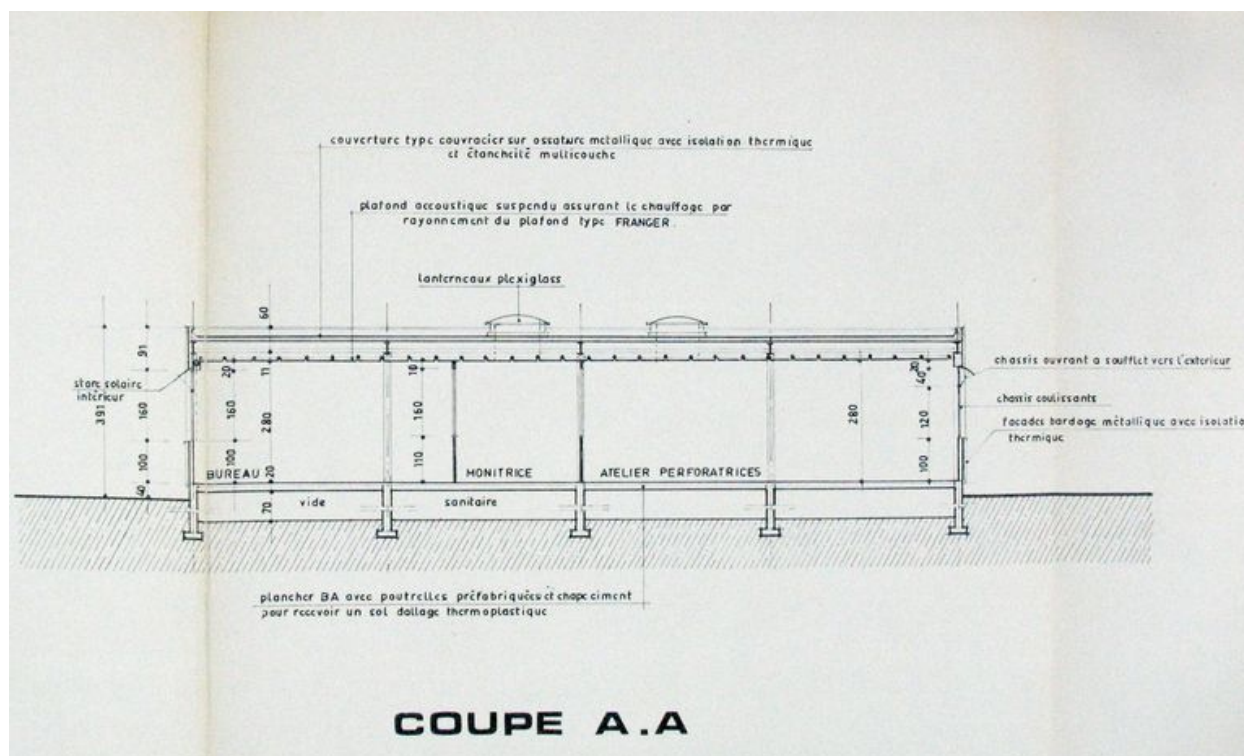 couverture type couvracier sur ossature métallique avec isolation thermique
et étanchéité multicouche
plafond accoustique suspendu assurant le chauffage par
rayonnement du plafond type FRANGER.
lanterneaux plexiglass
60
91
20
11
10
20
40
chassis ouvrant a soufflet vers l'exterieur
store solaire
intérieur
391
160
160
280
160
280
120
chassis coulissants
facades bardage métallique avec isolation
thermique
100
100
110
100
40
20
70
BUREAU
MONITRICE
ATELIER PERFORATRICES
vide
sanitaire
plancher BA avec poutrelles préfabriquées et chape ciment
pour recevoir un sol dallage thermoplastique
COUPE A.A